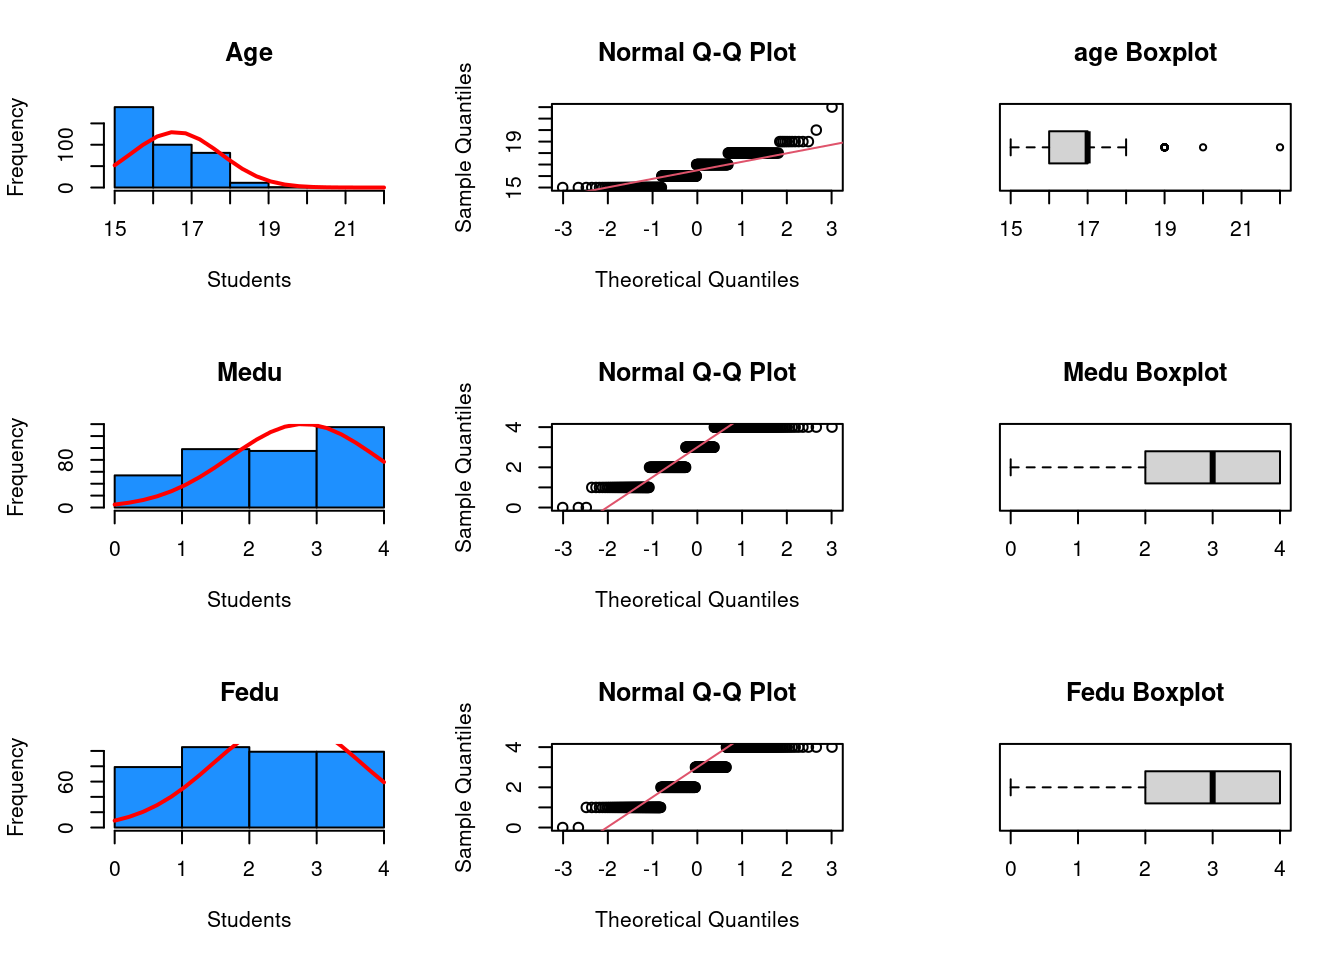 Age
Frequency
0 100
15 17 19 21
Students
Normal Q-Q Plot
Sample Quantiles
15 19
-3 -2 -1 0 1 2 3
Theoretical Quantiles
age Boxplot
15 17 19 21
Medu
Frequency
0 80
0 1 2 3 4
Students
Normal Q-Q Plot
Sample Quantiles
0 2 4
-3 -2 -1 0 1 2 3
Theoretical Quantiles
Medu Boxplot
0 1 2 3 4
Fedu
Frequency
0 60
0 1 2 3 4
Students
Normal Q-Q Plot
Sample Quantiles
0 2 4
-3 -2 -1 0 1 2 3
Theoretical Quantiles
Fedu Boxplot
0 1 2 3 4